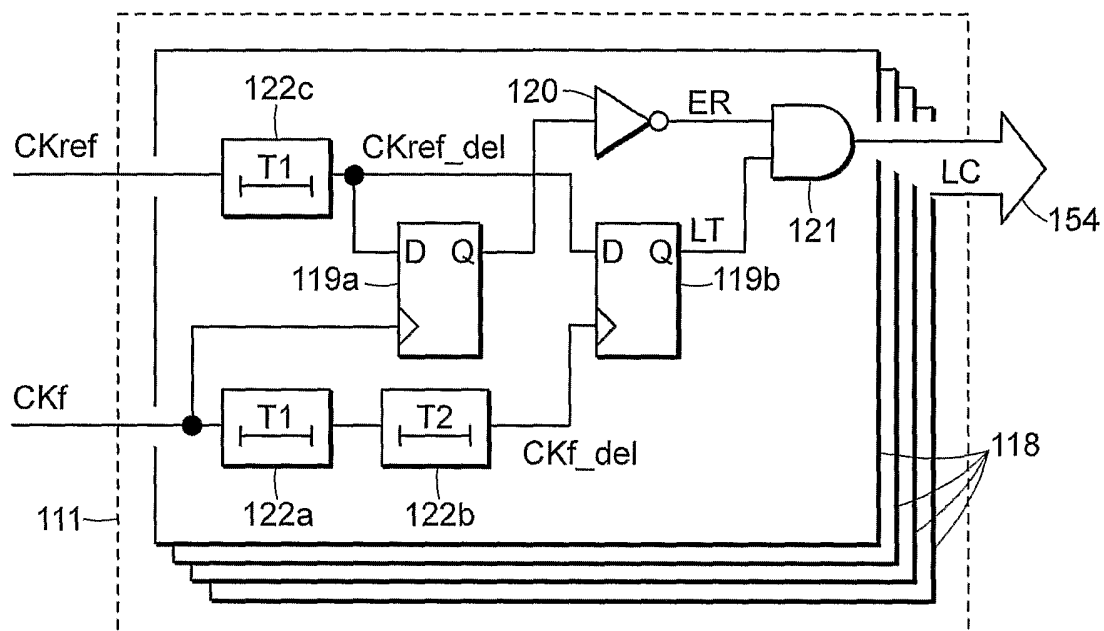 122c
120
ER
CKref
T1
CKref_del
LC
154
121
D Q
LT
D Q
119a
119b
CKf
T1
T2
CKf_del
118
111
122a
122b